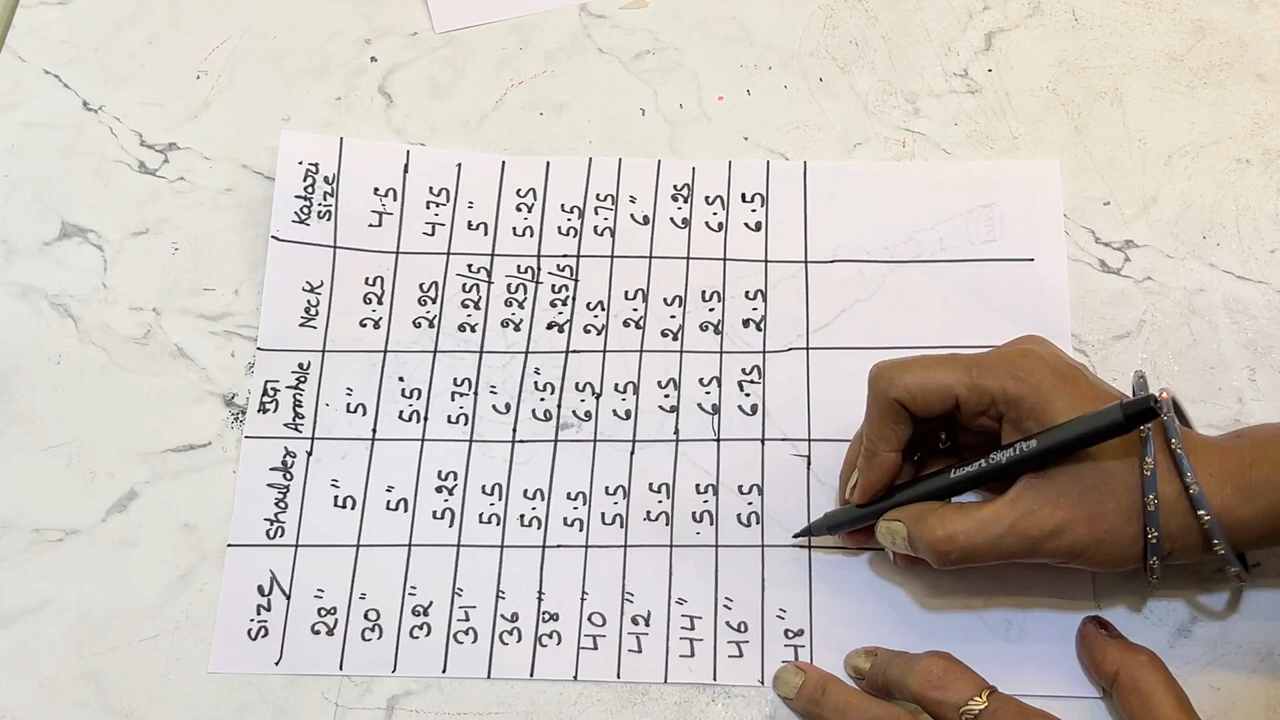 Size Shoulder मुंढा Armhole Neck Katori Size
28" 5" 5" 2.25 4.5
30" 5" 5.5" 2.25 4.75
32" 5.25 5.75 2.25/5 5"
34" 5.5 6" 2.25/5 5.25
36" 5.5 6.5" 2.25/5 5.5
38" 5.5 6.5 2.5 5.75
40" 5.5 6.5 2.5 6"
42" 5.5 6.5 2.5 6.25
44" 5.5 6.5 2.5 6.5
46" 5.5 6.75 2.5 6.5
48"
Luxor Sign Pen